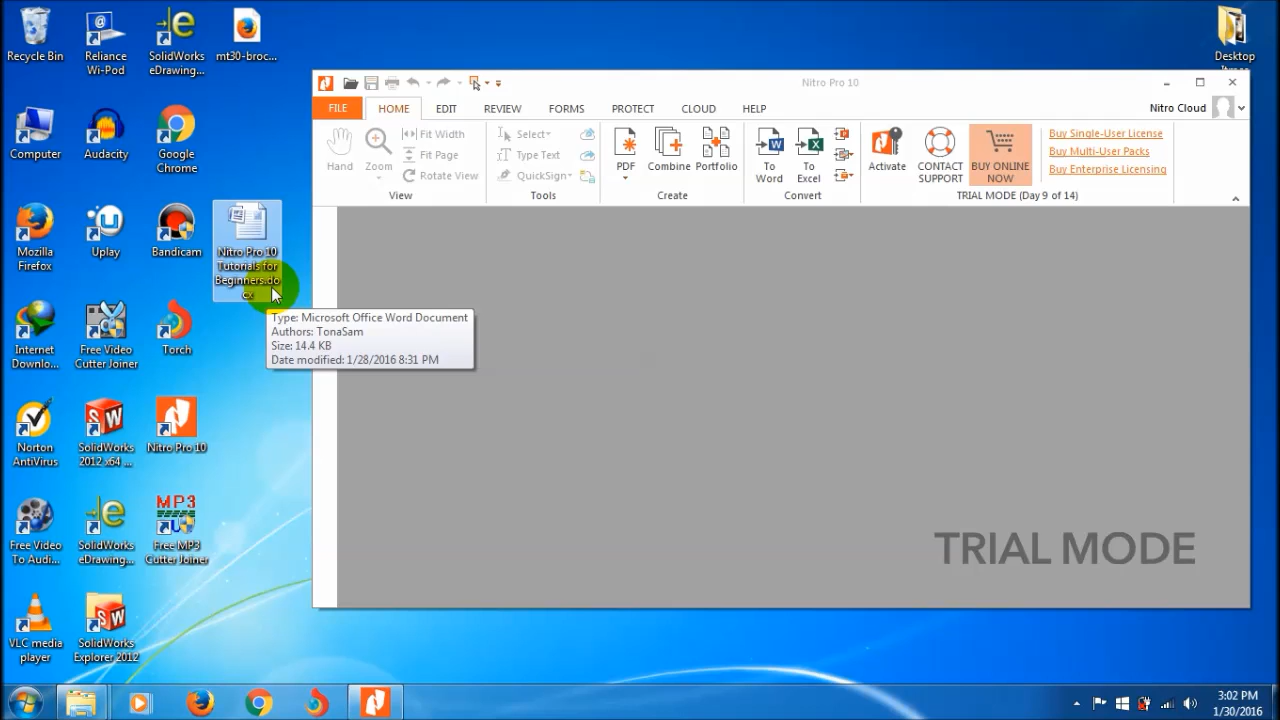 Recycle Bin
Reliance
Wi-Pod
SolidWorks
eDrawing...
mt30-broc...
Desktop
Computer
Audacity
Google
Chrome
Mozilla
Firefox
Uplay
Bandicam
Nitro Pro 10
Tutorials for
Beginners.do
cx
Type: Microsoft Office Word Document
Authors: TonaSam
Size: 14.4 KB
Date modified: 1/28/2016 8:31 PM
Internet
Downlo...
Free Video
Cutter Joiner
Torch
Norton
AntiVirus
SolidWorks
2012 x64 ...
Nitro Pro 10
Free Video
To Audi...
SolidWorks
eDrawing...
MP3
Free MP3
Cutter Joiner
VLC media
player
SolidWorks
Explorer 2012
Nitro Pro 10
FILE
HOME
EDIT
REVIEW
FORMS
PROTECT
CLOUD
HELP
Nitro Cloud
Hand
Zoom
Fit Width
Fit Page
Rotate View
View
Select
Type Text
QuickSign
Tools
PDF
Combine
Portfolio
Create
To
Word
To
Excel
Convert
Activate
CONTACT
SUPPORT
BUY ONLINE
NOW
Buy Single-User License
Buy Multi-User Packs
Buy Enterprise Licensing
TRIAL MODE (Day 9 of 14)
TRIAL MODE
3:02 PM
1/30/2016